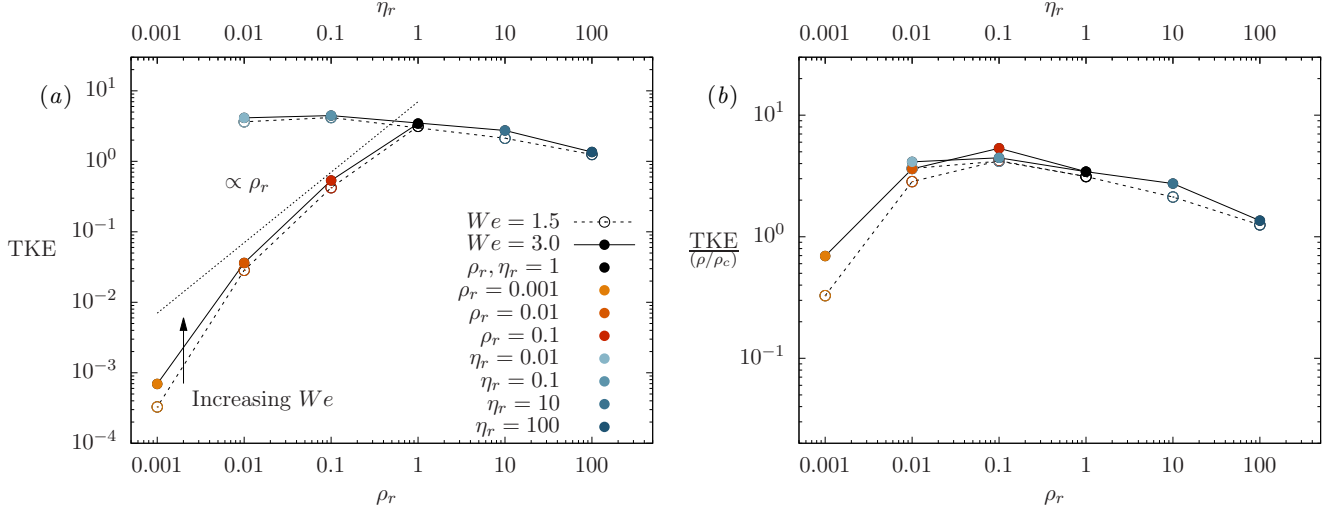 η_r
0.001 0.01 0.1 1 10 100
(a)
10^1
10^0
10^−1
10^−2
10^−3
10^−4
TKE
∝ ρ_r
Increasing We
We = 1.5
We = 3.0
ρ_r, η_r = 1
ρ_r = 0.001
ρ_r = 0.01
ρ_r = 0.1
η_r = 0.01
η_r = 0.1
η_r = 10
η_r = 100
0.001 0.01 0.1 1 10 100
ρ_r
η_r
0.001 0.01 0.1 1 10 100
(b)
10^1
10^0
10^−1
TKE
(ρ/ρ_c)
0.001 0.01 0.1 1 10 100
ρ_r